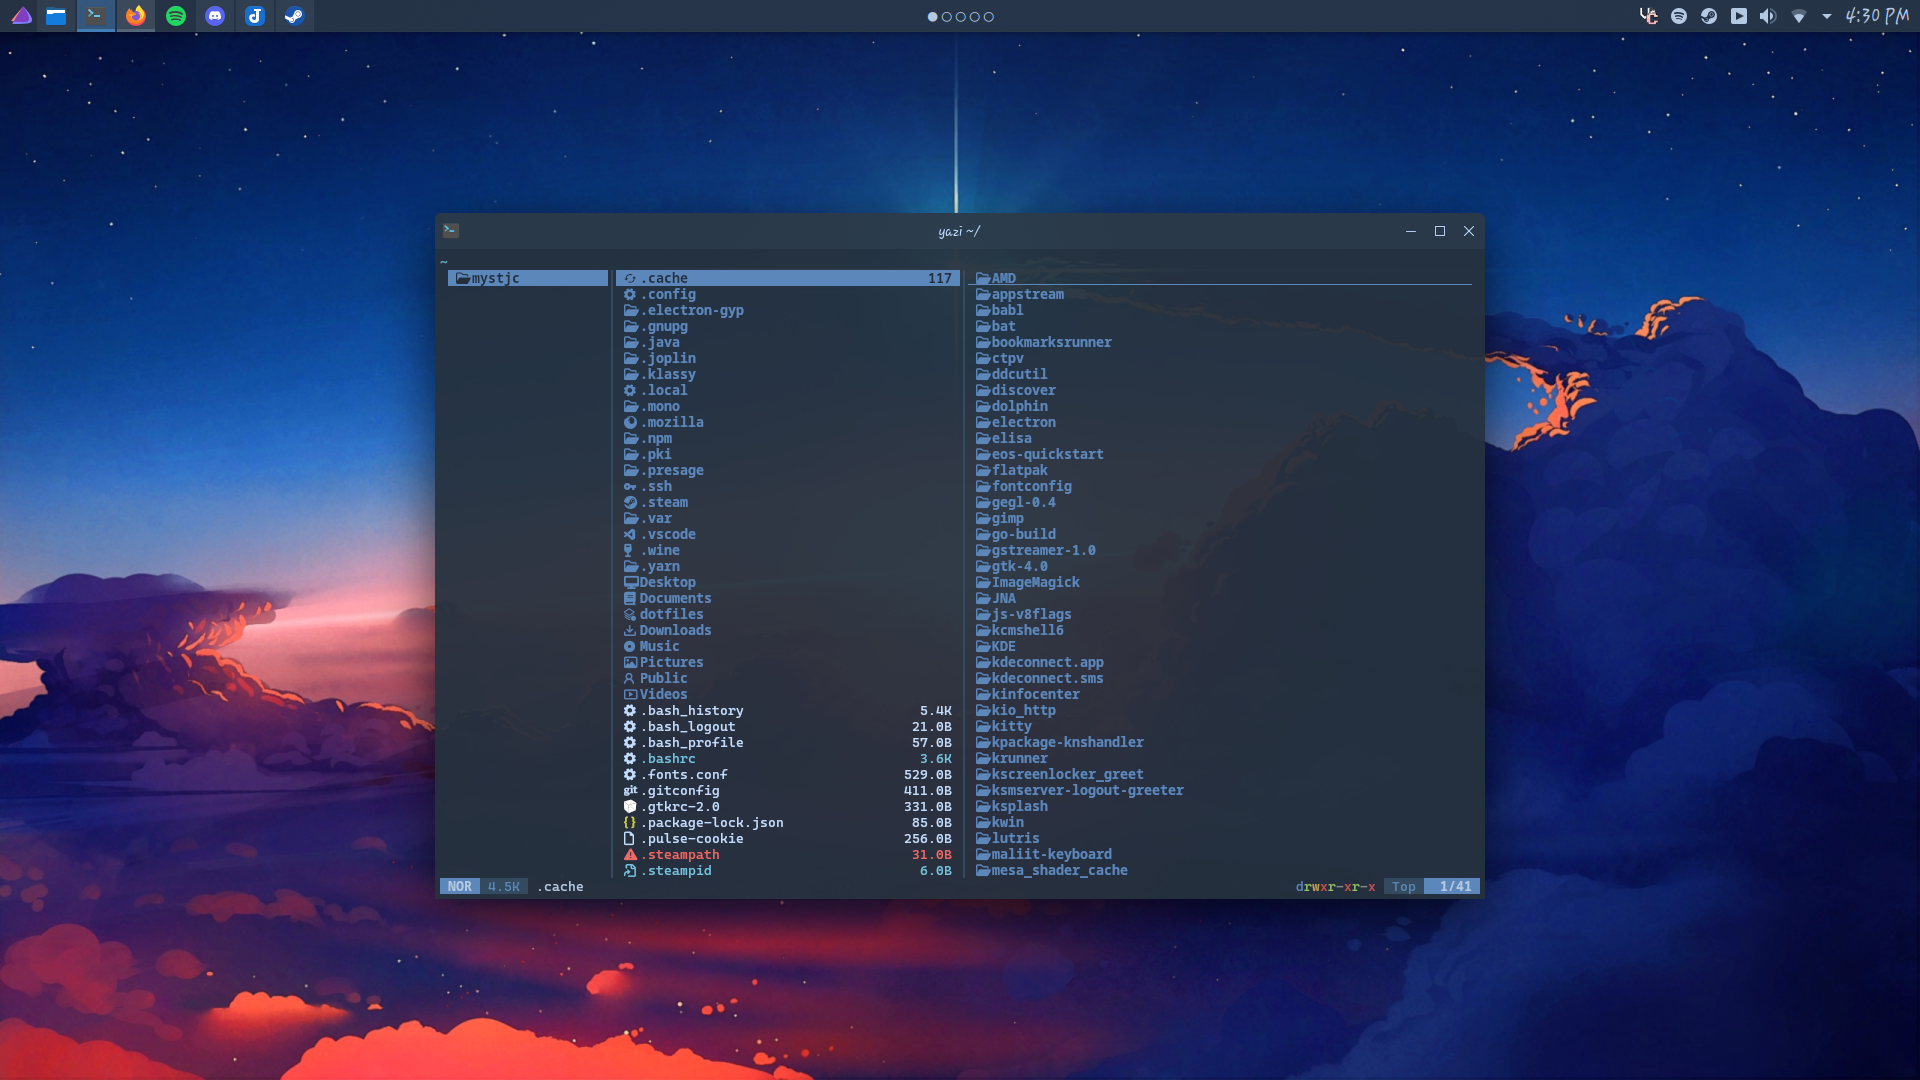 4:30 PM
yazi ~/
~
mystjc
.cache 117
.config
.electron-gyp
.gnupg
.java
.joplin
.klassy
.local
.mono
.mozilla
.npm
.pki
.presage
.ssh
.steam
.var
.vscode
.wine
.yarn
Desktop
Documents
dotfiles
Downloads
Music
Pictures
Public
Videos
.bash_history 5.4K
.bash_logout 21.0B
.bash_profile 57.0B
.bashrc 3.6K
.fonts.conf 529.0B
git .gitconfig 411.0B
.gtkrc-2.0 331.0B
{} .package-lock.json 85.0B
.pulse-cookie 256.0B
.steampath 31.0B
.steampid 6.0B
AMD
appstream
babl
bat
bookmarksrunner
ctpv
ddcutil
discover
dolphin
electron
elisa
eos-quickstart
flatpak
fontconfig
gegl-0.4
gimp
go-build
gstreamer-1.0
gtk-4.0
ImageMagick
JNA
js-v8flags
kcmshell6
KDE
kdeconnect.app
kdeconnect.sms
kinfocenter
kio_http
kitty
kpackage-knshandler
krunner
kscreenlocker_greet
ksmserver-logout-greeter
ksplash
kwin
lutris
maliit-keyboard
mesa_shader_cache
NOR 4.5K .cache drwxr-xr-x Top 1/41